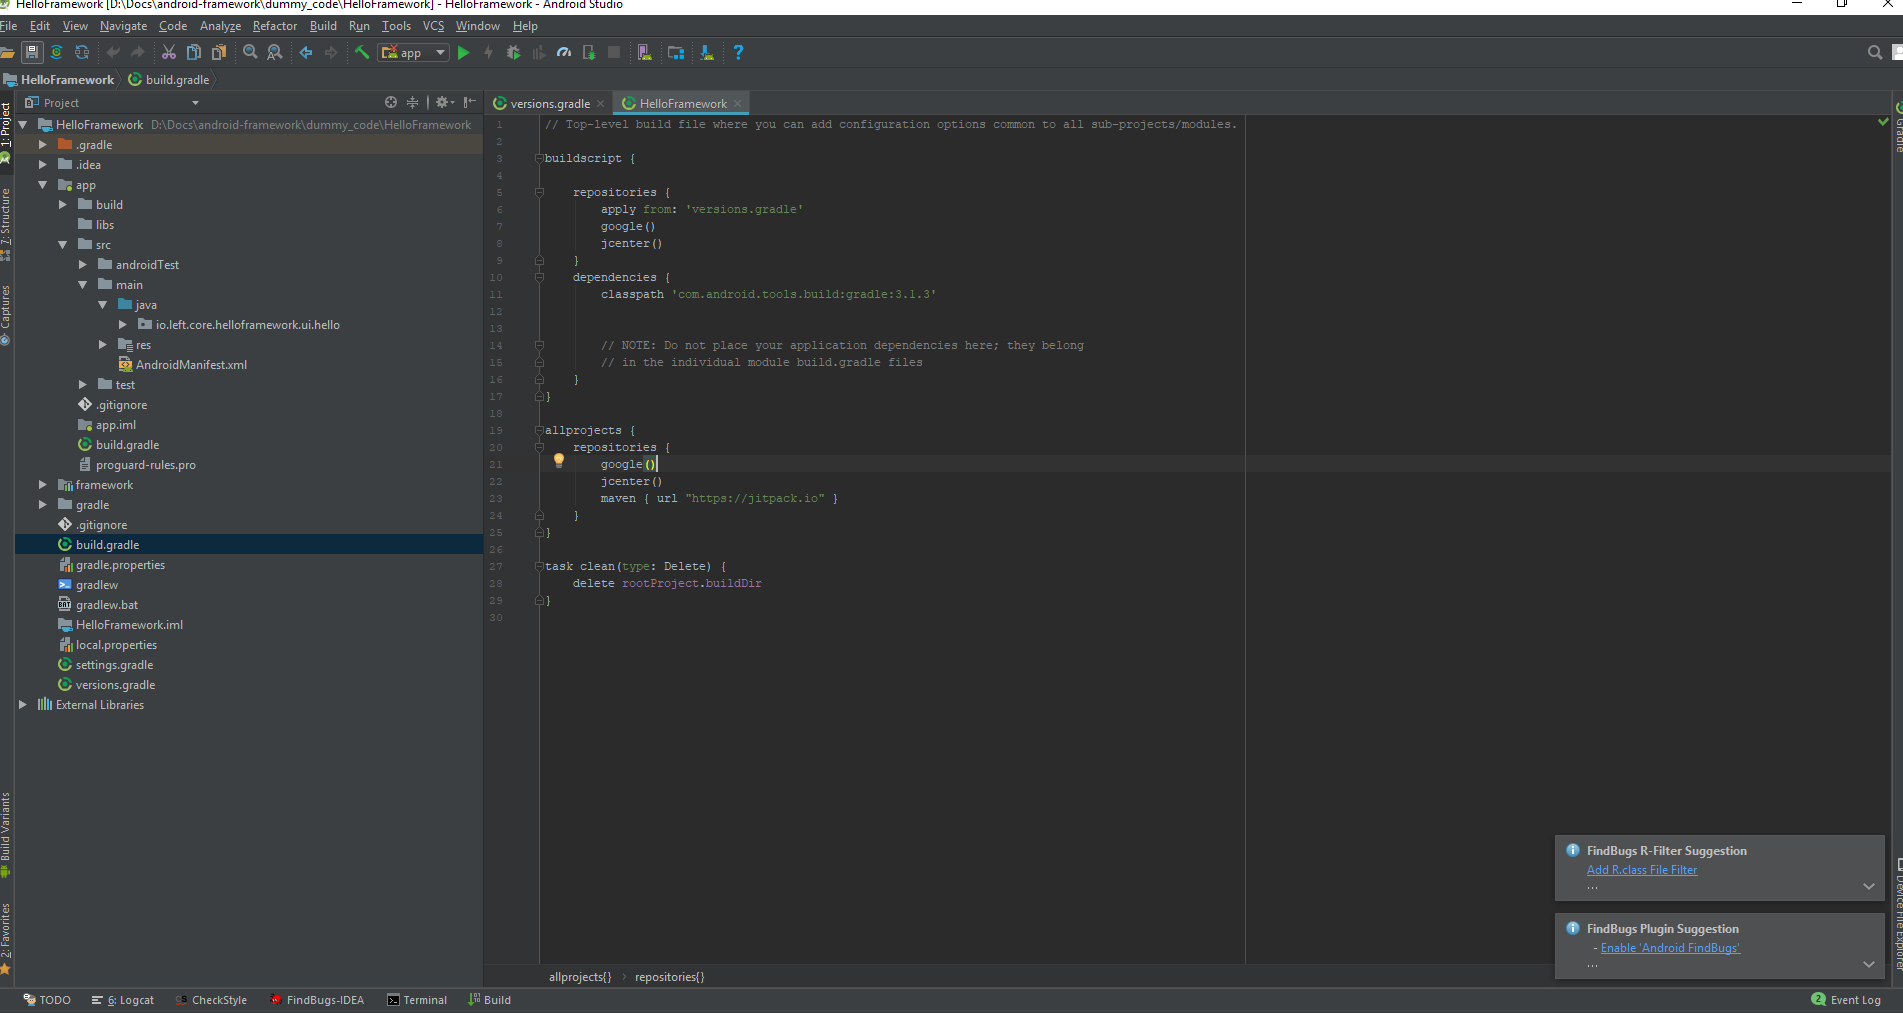 HelloFramework [D:\Docs\android-framework\dummy_code\HelloFramework] - HelloFramework - Android Studio
File Edit View Navigate Code Analyze Refactor Build Run Tools VCS Window Help
app
HelloFramework build.gradle
Project
versions.gradle HelloFramework
HelloFramework D:\Docs\android-framework\dummy_code\HelloFramework
.gradle
.idea
app
build
libs
src
androidTest
main
java
io.left.core.helloframework.ui.hello
res
AndroidManifest.xml
test
.gitignore
app.iml
build.gradle
proguard-rules.pro
framework
gradle
.gitignore
build.gradle
gradle.properties
gradlew
gradlew.bat
HelloFramework.iml
local.properties
settings.gradle
versions.gradle
External Libraries
1: Project
7: Structure
Captures
Build Variants
2: Favorites
1 // Top-level build file where you can add configuration options common to all sub-projects/modules.
2
3 buildscript {
4
5 repositories {
6 apply from: 'versions.gradle'
7 google()
8 jcenter()
9 }
10 dependencies {
11 classpath 'com.android.tools.build:gradle:3.1.3'
12
13
14 // NOTE: Do not place your application dependencies here; they belong
15 // in the individual module build.gradle files
16 }
17 }
18
19 allprojects {
20 repositories {
21 google()
22 jcenter()
23 maven { url "https://jitpack.io" }
24 }
25 }
26
27 task clean(type: Delete) {
28 delete rootProject.buildDir
29 }
30
Gradle
Device File Explorer
FindBugs R-Filter Suggestion
Add R.class File Filter
...
FindBugs Plugin Suggestion
- Enable 'Android FindBugs'
...
allprojects{} › repositories{}
TODO 6: Logcat CheckStyle FindBugs-IDEA Terminal Build 2 Event Log